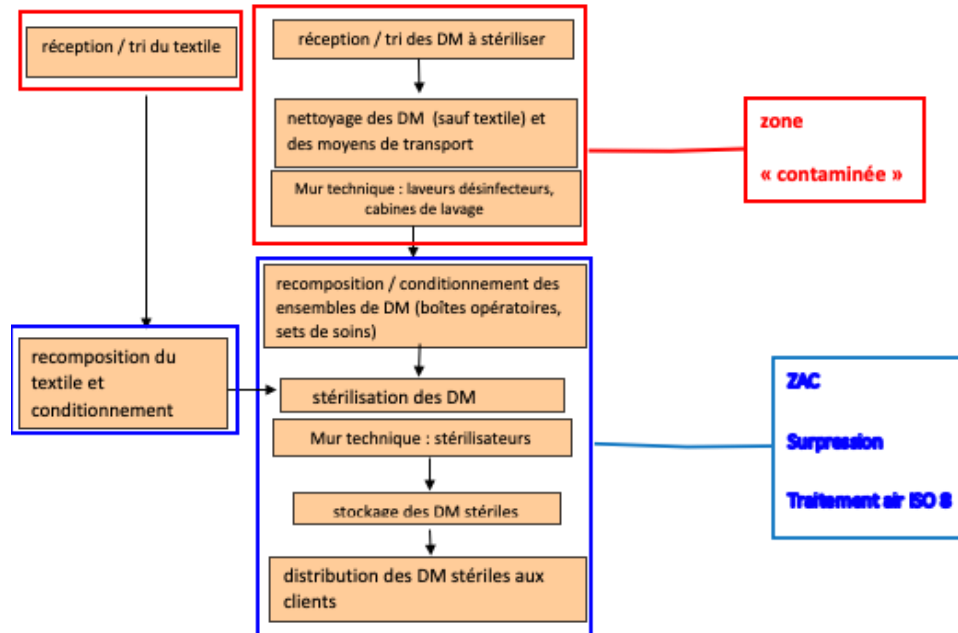 réception / tri du textile
réception / tri des DM à stériliser
nettoyage des DM (sauf textile) et
des moyens de transport
Mur technique : laveurs désinfecteurs,
cabines de lavage
zone
« contaminée »
recomposition / conditionnement des
ensembles de DM (boîtes opératoires,
sets de soins)
recomposition du
textile et
conditionnement
stérilisation des DM
Mur technique : stérilisateurs
stockage des DM stériles
distribution des DM stériles aux
clients
ZAC
Surpression
Traitement air ISO 8